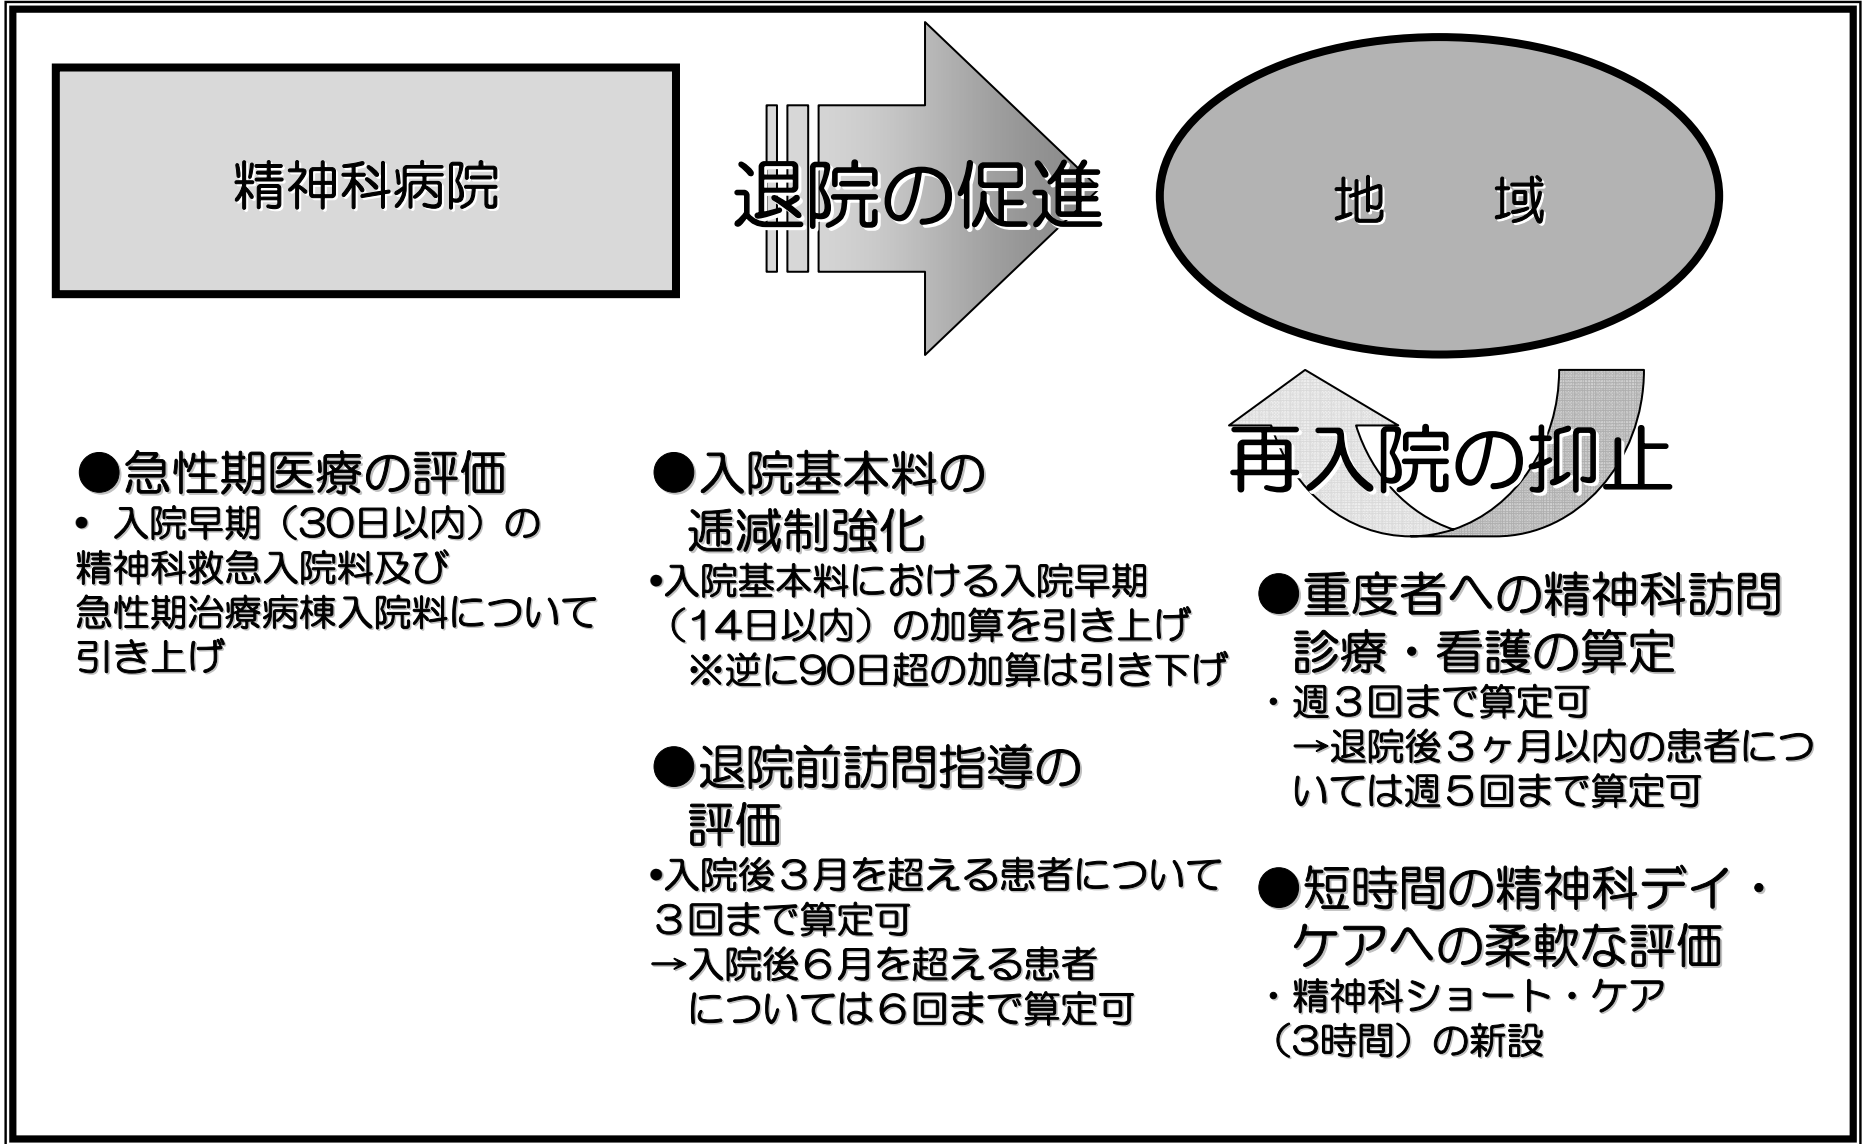 精神科病院
退院の促進
地　　域
●急性期医療の評価
• 入院早期（30日以内）の
精神科救急入院料及び
急性期治療病棟入院料について
引き上げ
●入院基本料の
逓減制強化
•入院基本料における入院早期
（14日以内）の加算を引き上げ
※逆に90日超の加算は引き下げ
●退院前訪問指導の
評価
•入院後３月を超える患者について
３回まで算定可
→入院後６月を超える患者
については６回まで算定可
再入院の抑止
●重度者への精神科訪問
診療・看護の算定
・週３回まで算定可
→退院後３ヶ月以内の患者につ
いては週５回まで算定可
●短時間の精神科デイ・
ケアへの柔軟な評価
・精神科ショート・ケア
（3時間）の新設